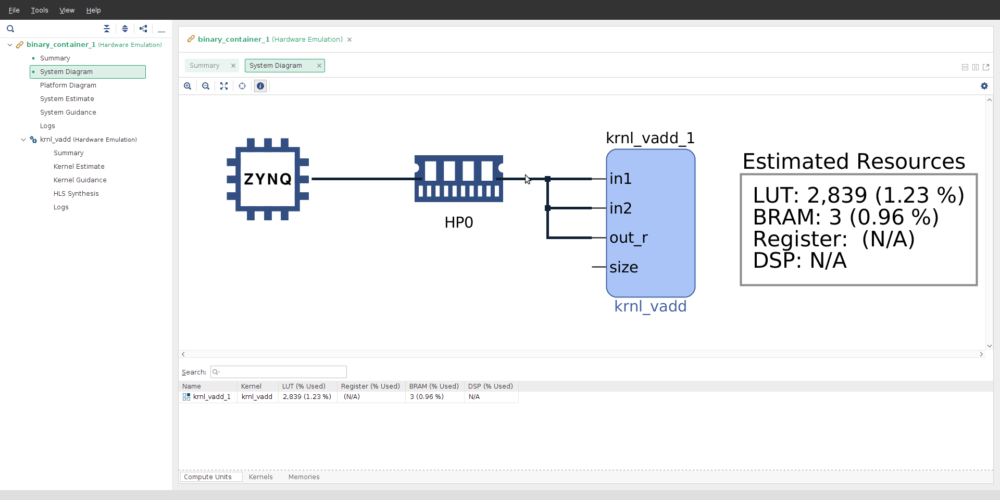 File Tools View Help
binary_container_1 (Hardware Emulation)
Summary
System Diagram
Platform Diagram
System Estimate
System Guidance
Logs
krnl_vadd (Hardware Emulation)
Summary
Kernel Estimate
Kernel Guidance
HLS Synthesis
Logs
binary_container_1 (Hardware Emulation)
Summary System Diagram
ZYNQ
HP0
krnl_vadd_1
in1
in2
out_r
size
krnl_vadd
Estimated Resources
LUT: 2,839 (1.23 %)
BRAM: 3 (0.96 %)
Register: (N/A)
DSP: N/A
Search:
Name Kernel LUT (% Used) Register (% Used) BRAM (% Used) DSP (% Used)
krnl_vadd_1 krnl_vadd 2,839 (1.23 %) (N/A) 3 (0.96 %) N/A
Compute Units Kernels Memories